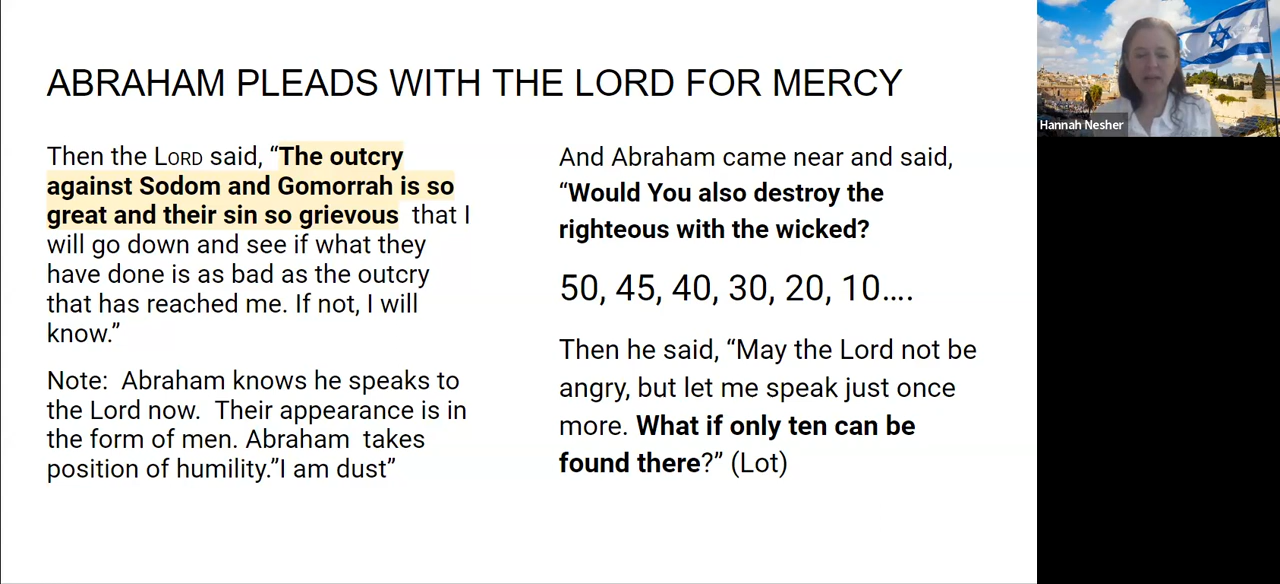 ABRAHAM PLEADS WITH THE LORD FOR MERCY
Then the LORD said, “The outcry
against Sodom and Gomorrah is so
great and their sin so grievous that I
will go down and see if what they
have done is as bad as the outcry
that has reached me. If not, I will
know.”
Note: Abraham knows he speaks to
the Lord now. Their appearance is in
the form of men. Abraham takes
position of humility.”I am dust”
And Abraham came near and said,
“Would You also destroy the
righteous with the wicked?
50, 45, 40, 30, 20, 10....
Then he said, “May the Lord not be
angry, but let me speak just once
more. What if only ten can be
found there?” (Lot)
Hannah Nesher